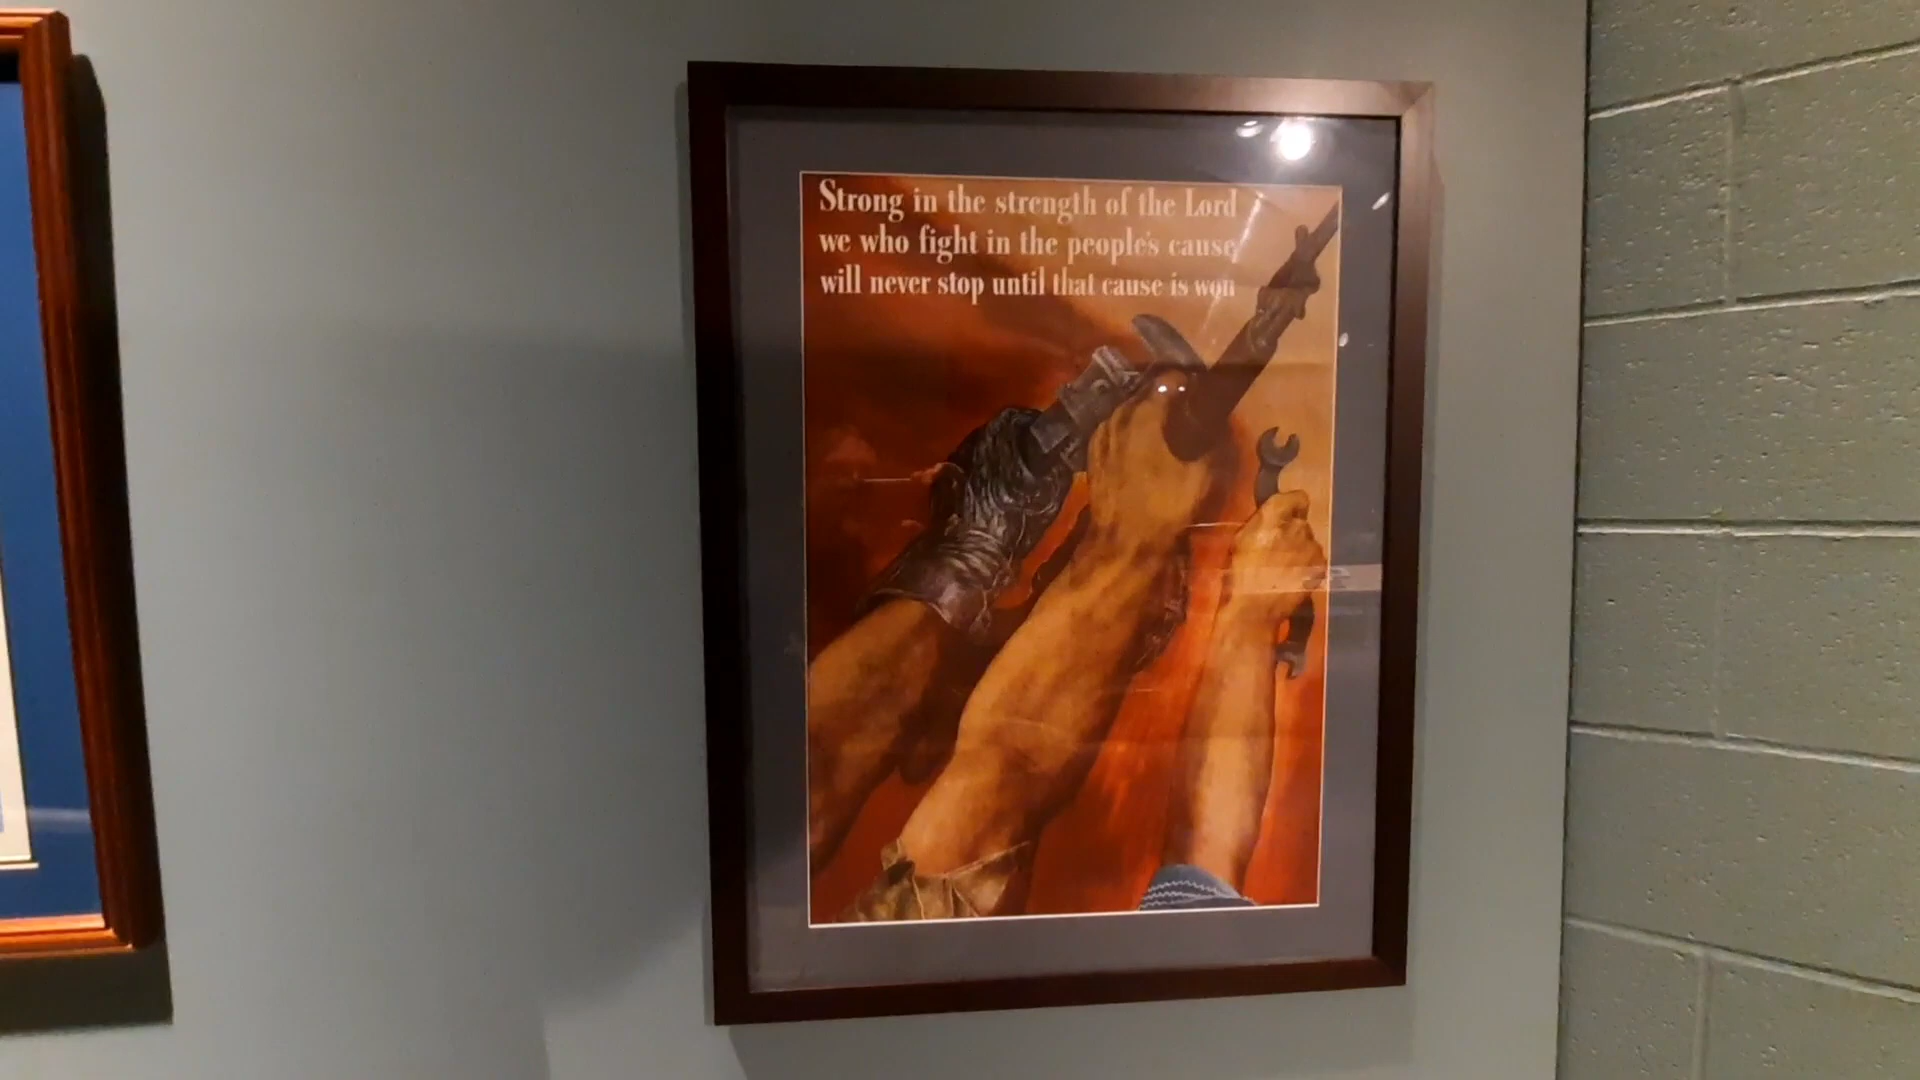 Strong in the strength of the Lord
we who fight in the people's cause
will never stop until that cause is won